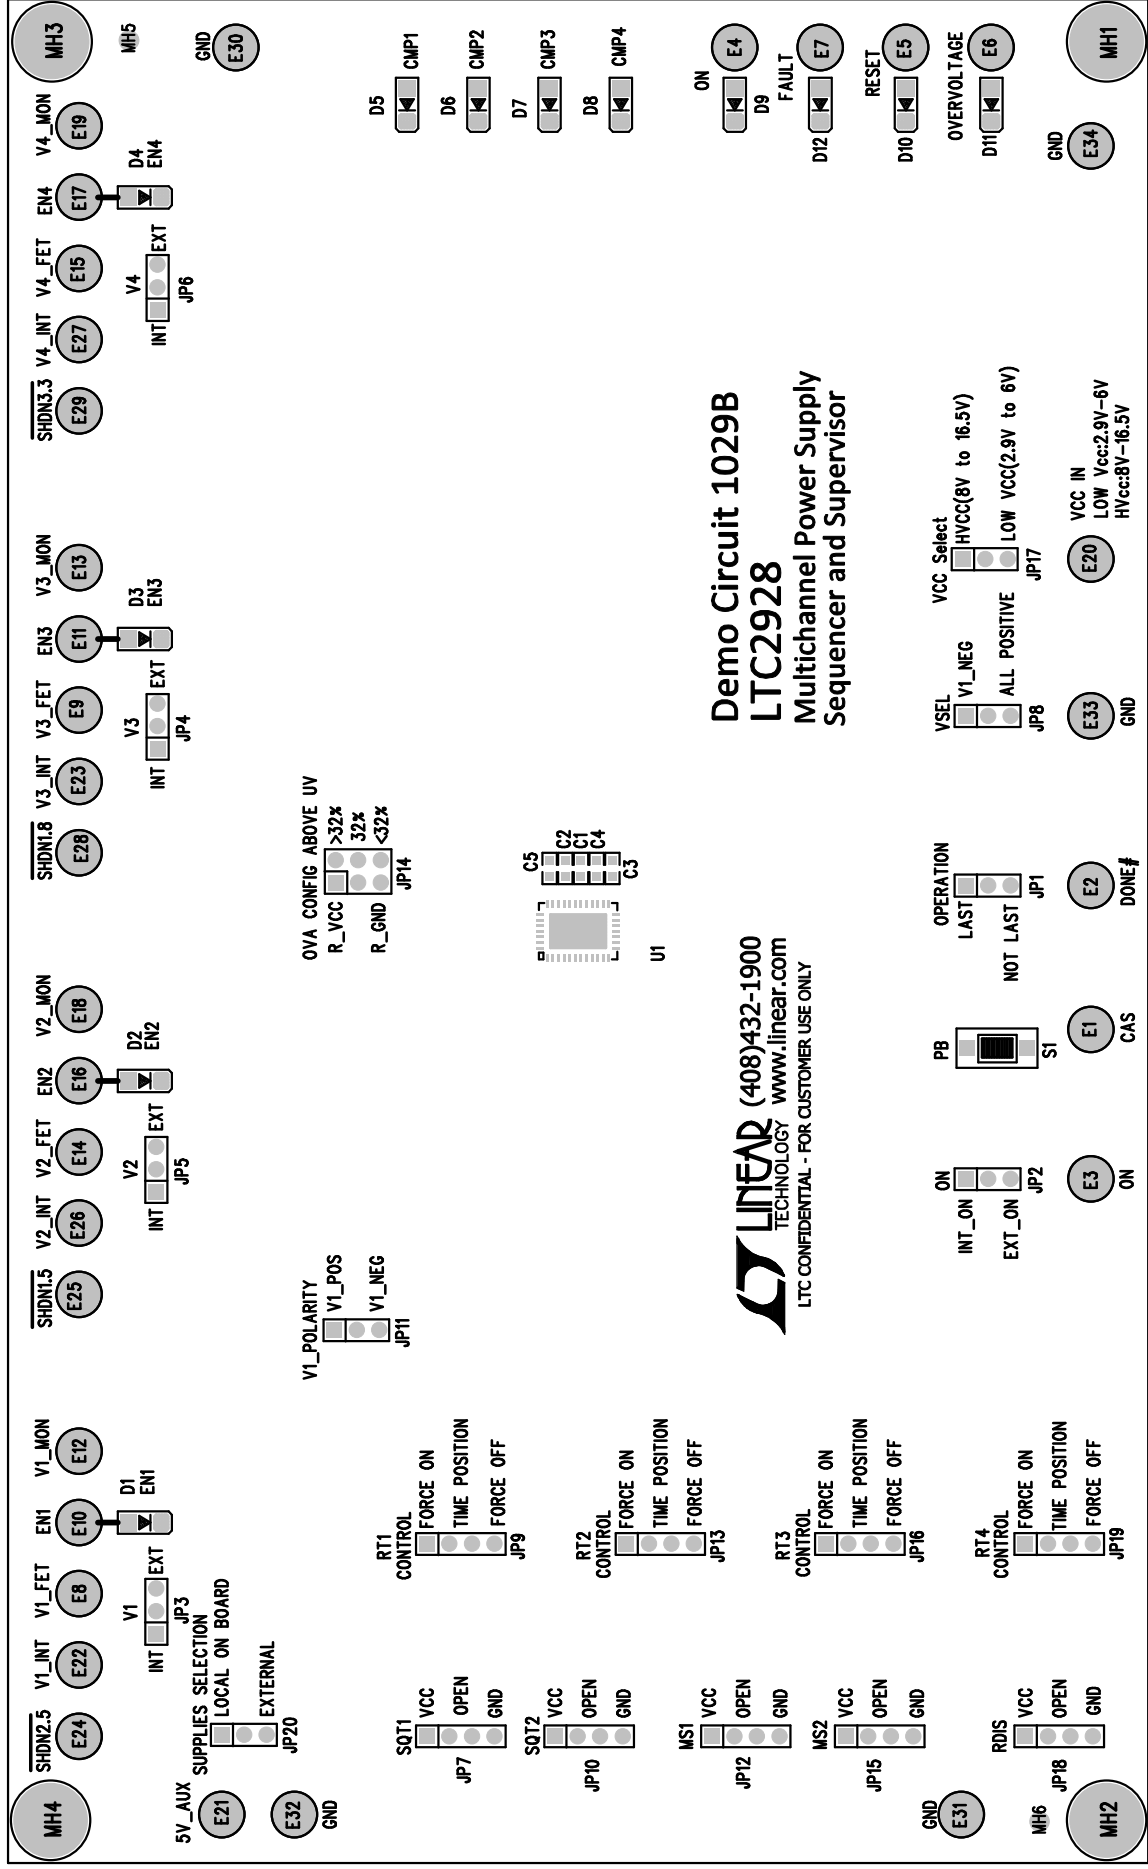 MH4
SHDN2.5
E24
V1_INT
E22
V1_FET
E8
EN1
E10
V1_MON
E12
SHDN1.5
E25
V2_INT
E26
V2_FET
E14
EN2
E16
V2_MON
E18
SHDN1.8
E28
V3_INT
E23
V3_FET
E9
EN3
E11
V3_MON
E13
SHDN3.3
E29
V4_INT
E27
V4_FET
E15
EN4
E17
V4_MON
E19
MH3
MH5
V1
INT
EXT
JP3
D1
EN1
V2
INT
EXT
JP5
D2
EN2
V3
INT
EXT
JP4
D3
EN3
V4
INT
EXT
JP6
D4
EN4
5V_AUX
E21
E32
GND
SUPPLIES SELECTION
LOCAL ON BOARD
EXTERNAL
JP20
GND
E30
V1_POLARITY
V1_POS
V1_NEG
JP11
OVA CONFIG ABOVE UV
R_VCC
>32%
32%
R_GND
<32%
JP14
SQT1
VCC
OPEN
GND
JP7
RT1
CONTROL
FORCE ON
TIME POSITION
FORCE OFF
JP9
D5
CMP1
D6
CMP2
D7
CMP3
D8
CMP4
SQT2
VCC
OPEN
GND
JP10
RT2
CONTROL
FORCE ON
TIME POSITION
FORCE OFF
JP13
C5
C2
C1
C4
C3
U1
MS1
VCC
OPEN
GND
JP12
LINEAR
TECHNOLOGY
(408)432-1900
www.linear.com
LTC CONFIDENTIAL - FOR CUSTOMER USE ONLY
Demo Circuit 1029B
LTC2928
Multichannel Power Supply
Sequencer and Supervisor
ON
E4
D9
FAULT
E7
D12
RESET
E5
D10
OVERVOLTAGE
E6
D11
MS2
VCC
OPEN
GND
JP15
RT3
CONTROL
FORCE ON
TIME POSITION
FORCE OFF
JP16
GND
E31
MH6
MH2
RDIS
VCC
OPEN
GND
JP18
RT4
CONTROL
FORCE ON
TIME POSITION
FORCE OFF
JP19
ON
INT_ON
EXT_ON
JP2
E3
ON
PB
S1
E1
CAS
OPERATION
LAST
NOT LAST
JP1
E2
DONE#
VSEL
V1_NEG
ALL POSITIVE
JP8
E33
GND
VCC Select
HVCC(8V to 16.5V)
LOW VCC(2.9V to 6V)
JP17
E20
VCC IN
LOW Vcc:2.9V-6V
HVcc:8V-16.5V
GND
E34
MH1